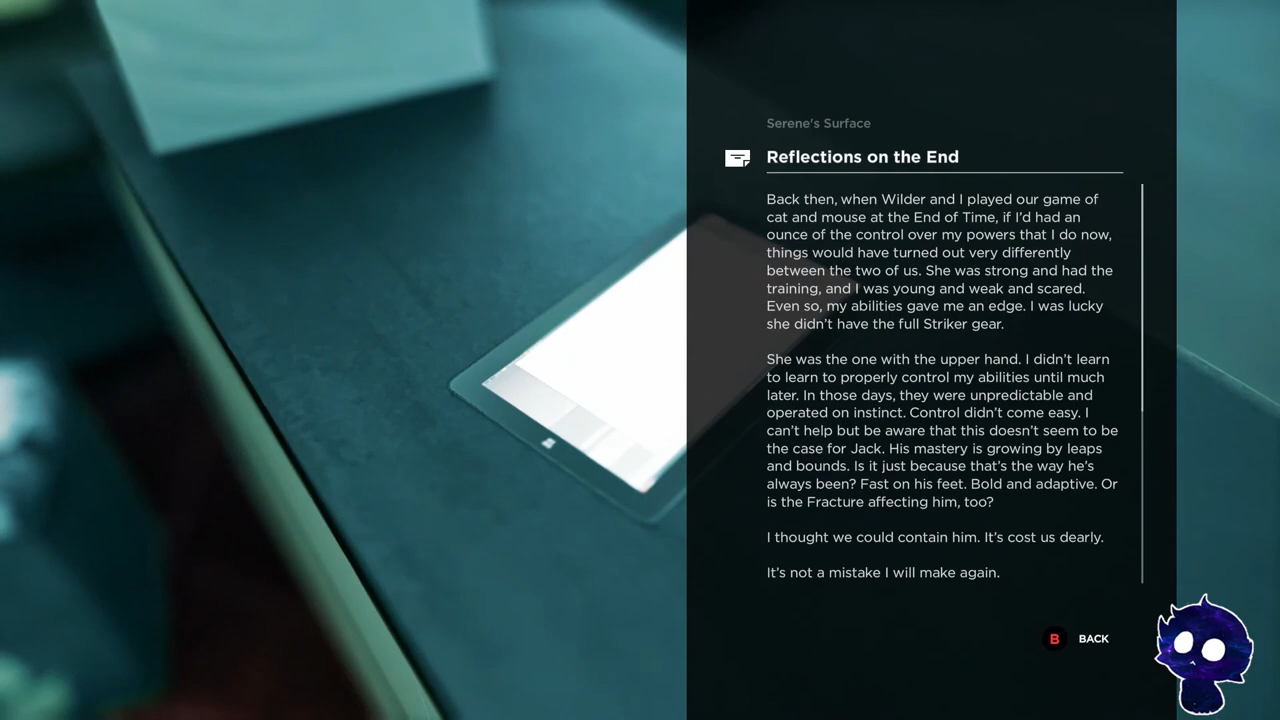 Serene's Surface
Reflections on the End
Back then, when Wilder and I played our game of
cat and mouse at the End of Time, if I'd had an
ounce of the control over my powers that I do now,
things would have turned out very differently
between the two of us. She was strong and had the
training, and I was young and weak and scared.
Even so, my abilities gave me an edge. I was lucky
she didn't have the full Striker gear.
She was the one with the upper hand. I didn't learn
to learn to properly control my abilities until much
later. In those days, they were unpredictable and
operated on instinct. Control didn't come easy. I
can't help but be aware that this doesn't seem to be
the case for Jack. His mastery is growing by leaps
and bounds. Is it just because that's the way he's
always been? Fast on his feet. Bold and adaptive. Or
is the Fracture affecting him, too?
I thought we could contain him. It's cost us dearly.
It's not a mistake I will make again.
B BACK